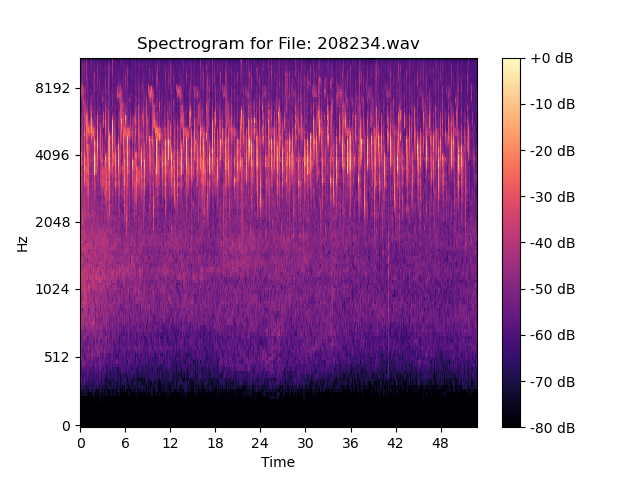 Spectrogram for File: 208234.wav
+0 dB
8192
-10 dB
4096
-20 dB
-30 dB
2048
Hz
-40 dB
1024
-50 dB
-60 dB
512
-70 dB
0
-80 dB
0 6 12 18 24 30 36 42 48
Time